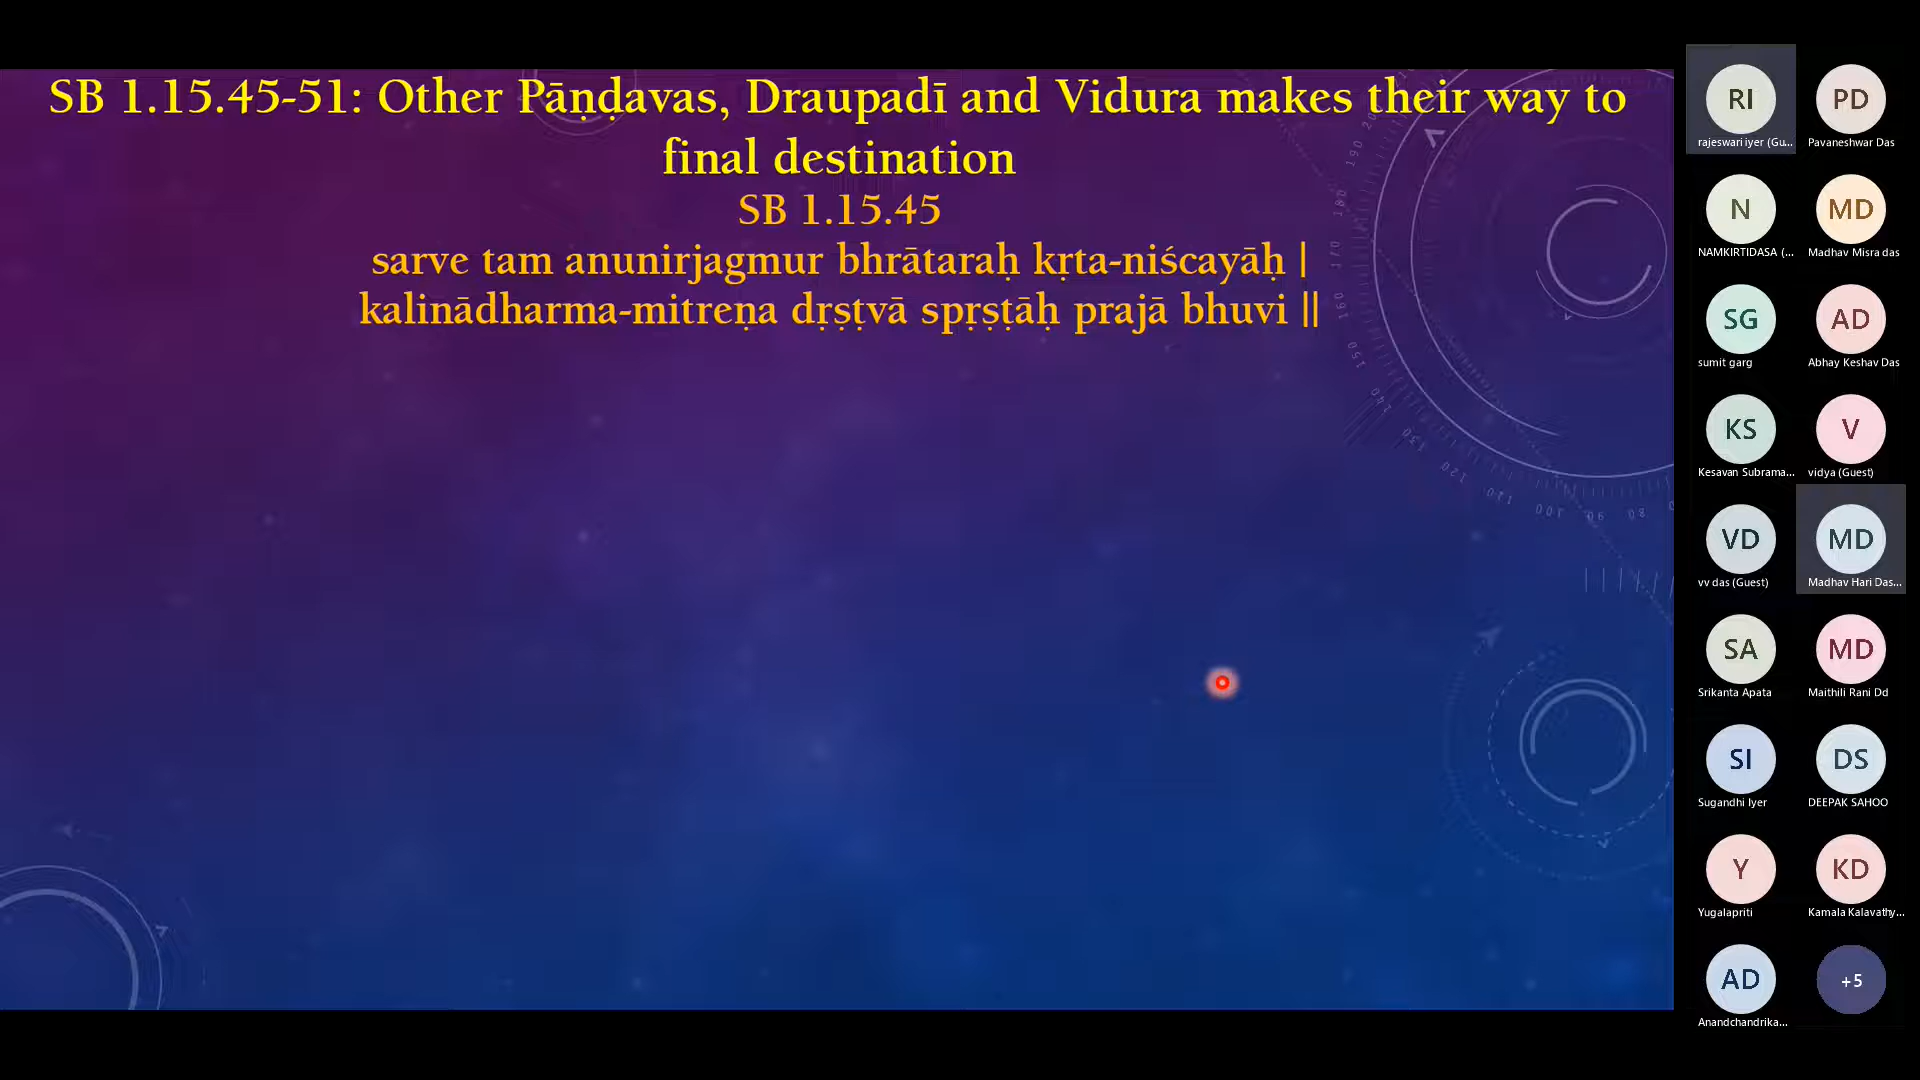 SB 1.15.45-51: Other Pāṇḍavas, Draupadī and Vidura makes their way to
final destination
SB 1.15.45
sarve tam anunirjagmur bhrātaraḥ kṛta-niścayāḥ |
kalinādharma-mitreṇa dṛṣṭvā spṛṣṭāḥ prajā bhuvi ||
RI
rajeswari iyer (Gu...
PD
Pavaneshwar Das
N
NAMKIRTIDASA (...
MD
Madhav Misra das
SG
sumit garg
AD
Abhay Keshav Das
KS
Kesavan Subrama...
V
vidya (Guest)
VD
vv das (Guest)
MD
Madhav Hari Das...
SA
Srikanta Apata
MD
Maithili Rani Dd
SI
Sugandhi Iyer
DS
DEEPAK SAHOO
Y
Yugalapriti
KD
Kamala Kalavathy...
AD
Anandchandrika...
+5